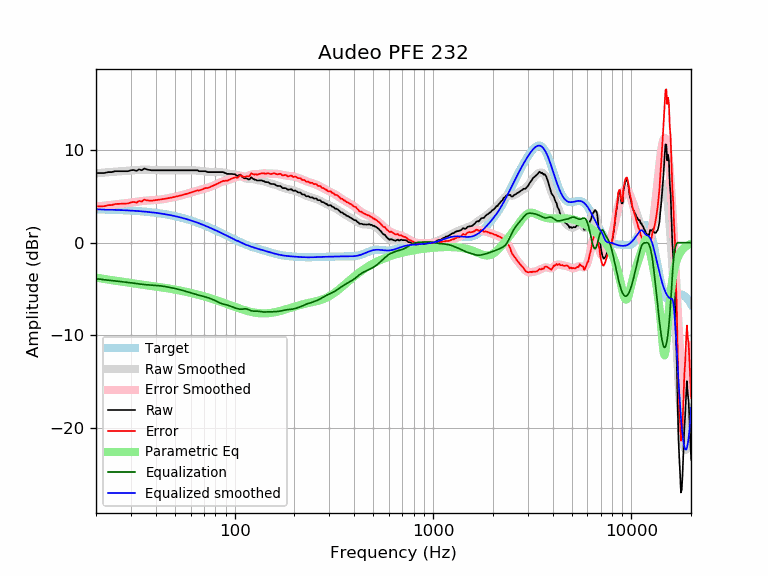 Audeo PFE 232
Amplitude (dBr)
10
0
−10
−20
Target
Raw Smoothed
Error Smoothed
Raw
Error
Parametric Eq
Equalization
Equalized smoothed
100
1000
10000
Frequency (Hz)